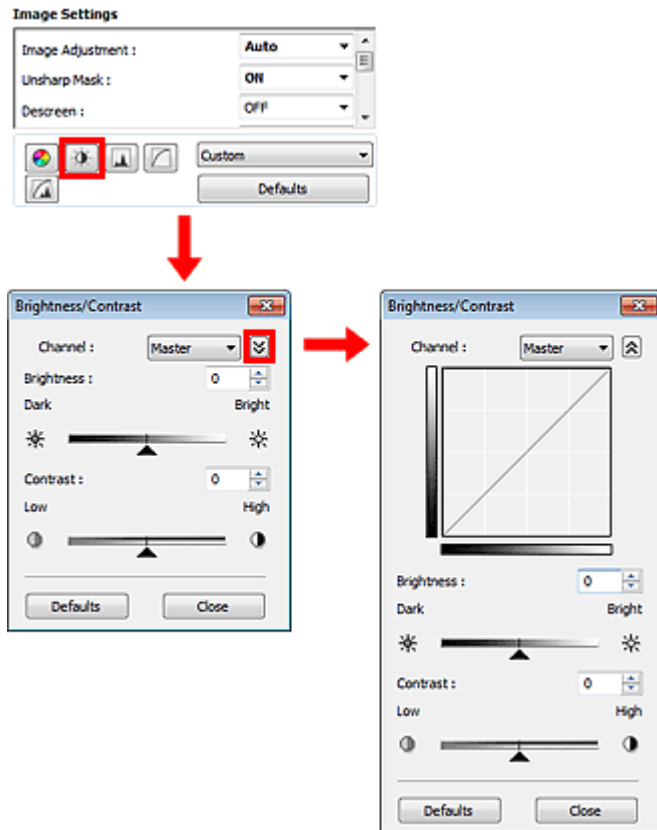 Image Settings
Image Adjustment : Auto
Unsharp Mask : ON
Descreen : OFF
Custom
Defaults
Brightness/Contrast
Channel : Master
Brightness : 0
Dark Bright
Contrast : 0
Low High
Defaults Close
Brightness/Contrast
Channel : Master
Brightness : 0
Dark Bright
Contrast : 0
Low High
Defaults Close